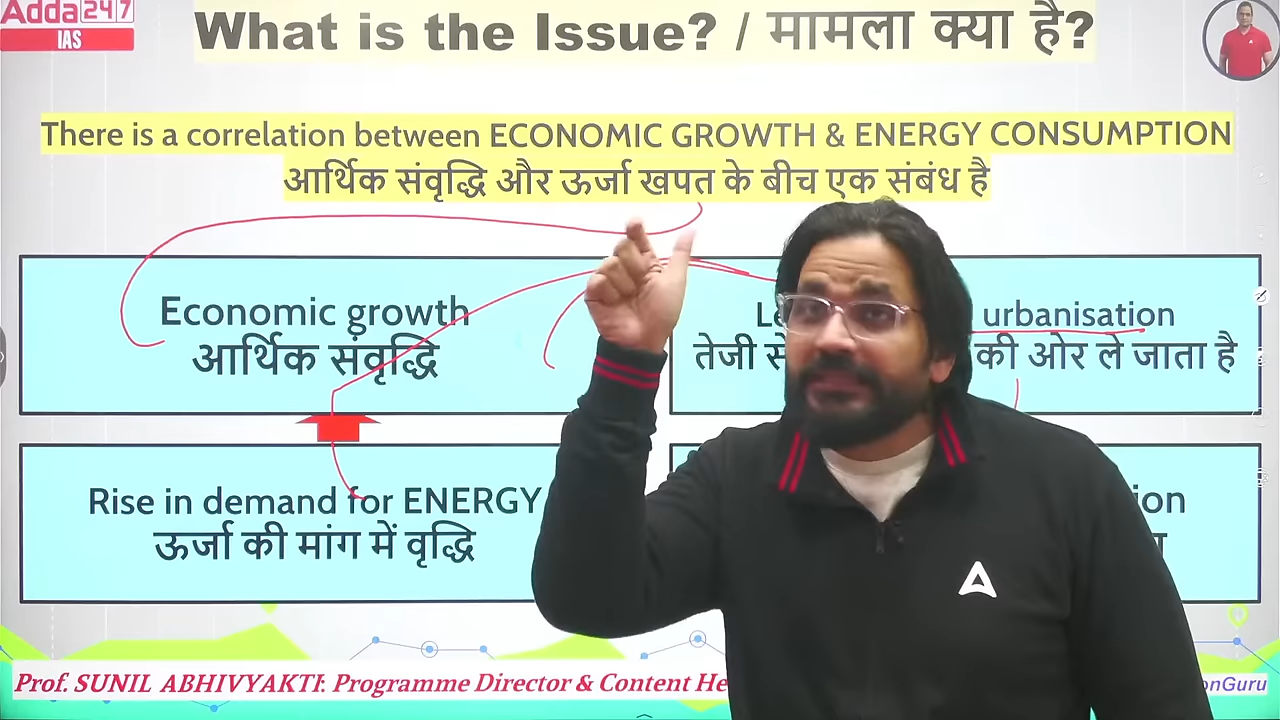 Adda247
IAS
What is the Issue? / मामला क्या है?
There is a correlation between ECONOMIC GROWTH & ENERGY CONSUMPTION
आर्थिक संवृद्धि और ऊर्जा खपत के बीच एक संबंध है
Economic growth
आर्थिक संवृद्धि
urbanisation
तेजी से की ओर ले जाता है
Rise in demand for ENERGY
ऊर्जा की मांग में वृद्धि
Prof. SUNIL ABHIVYAKTI: Programme Director & Content